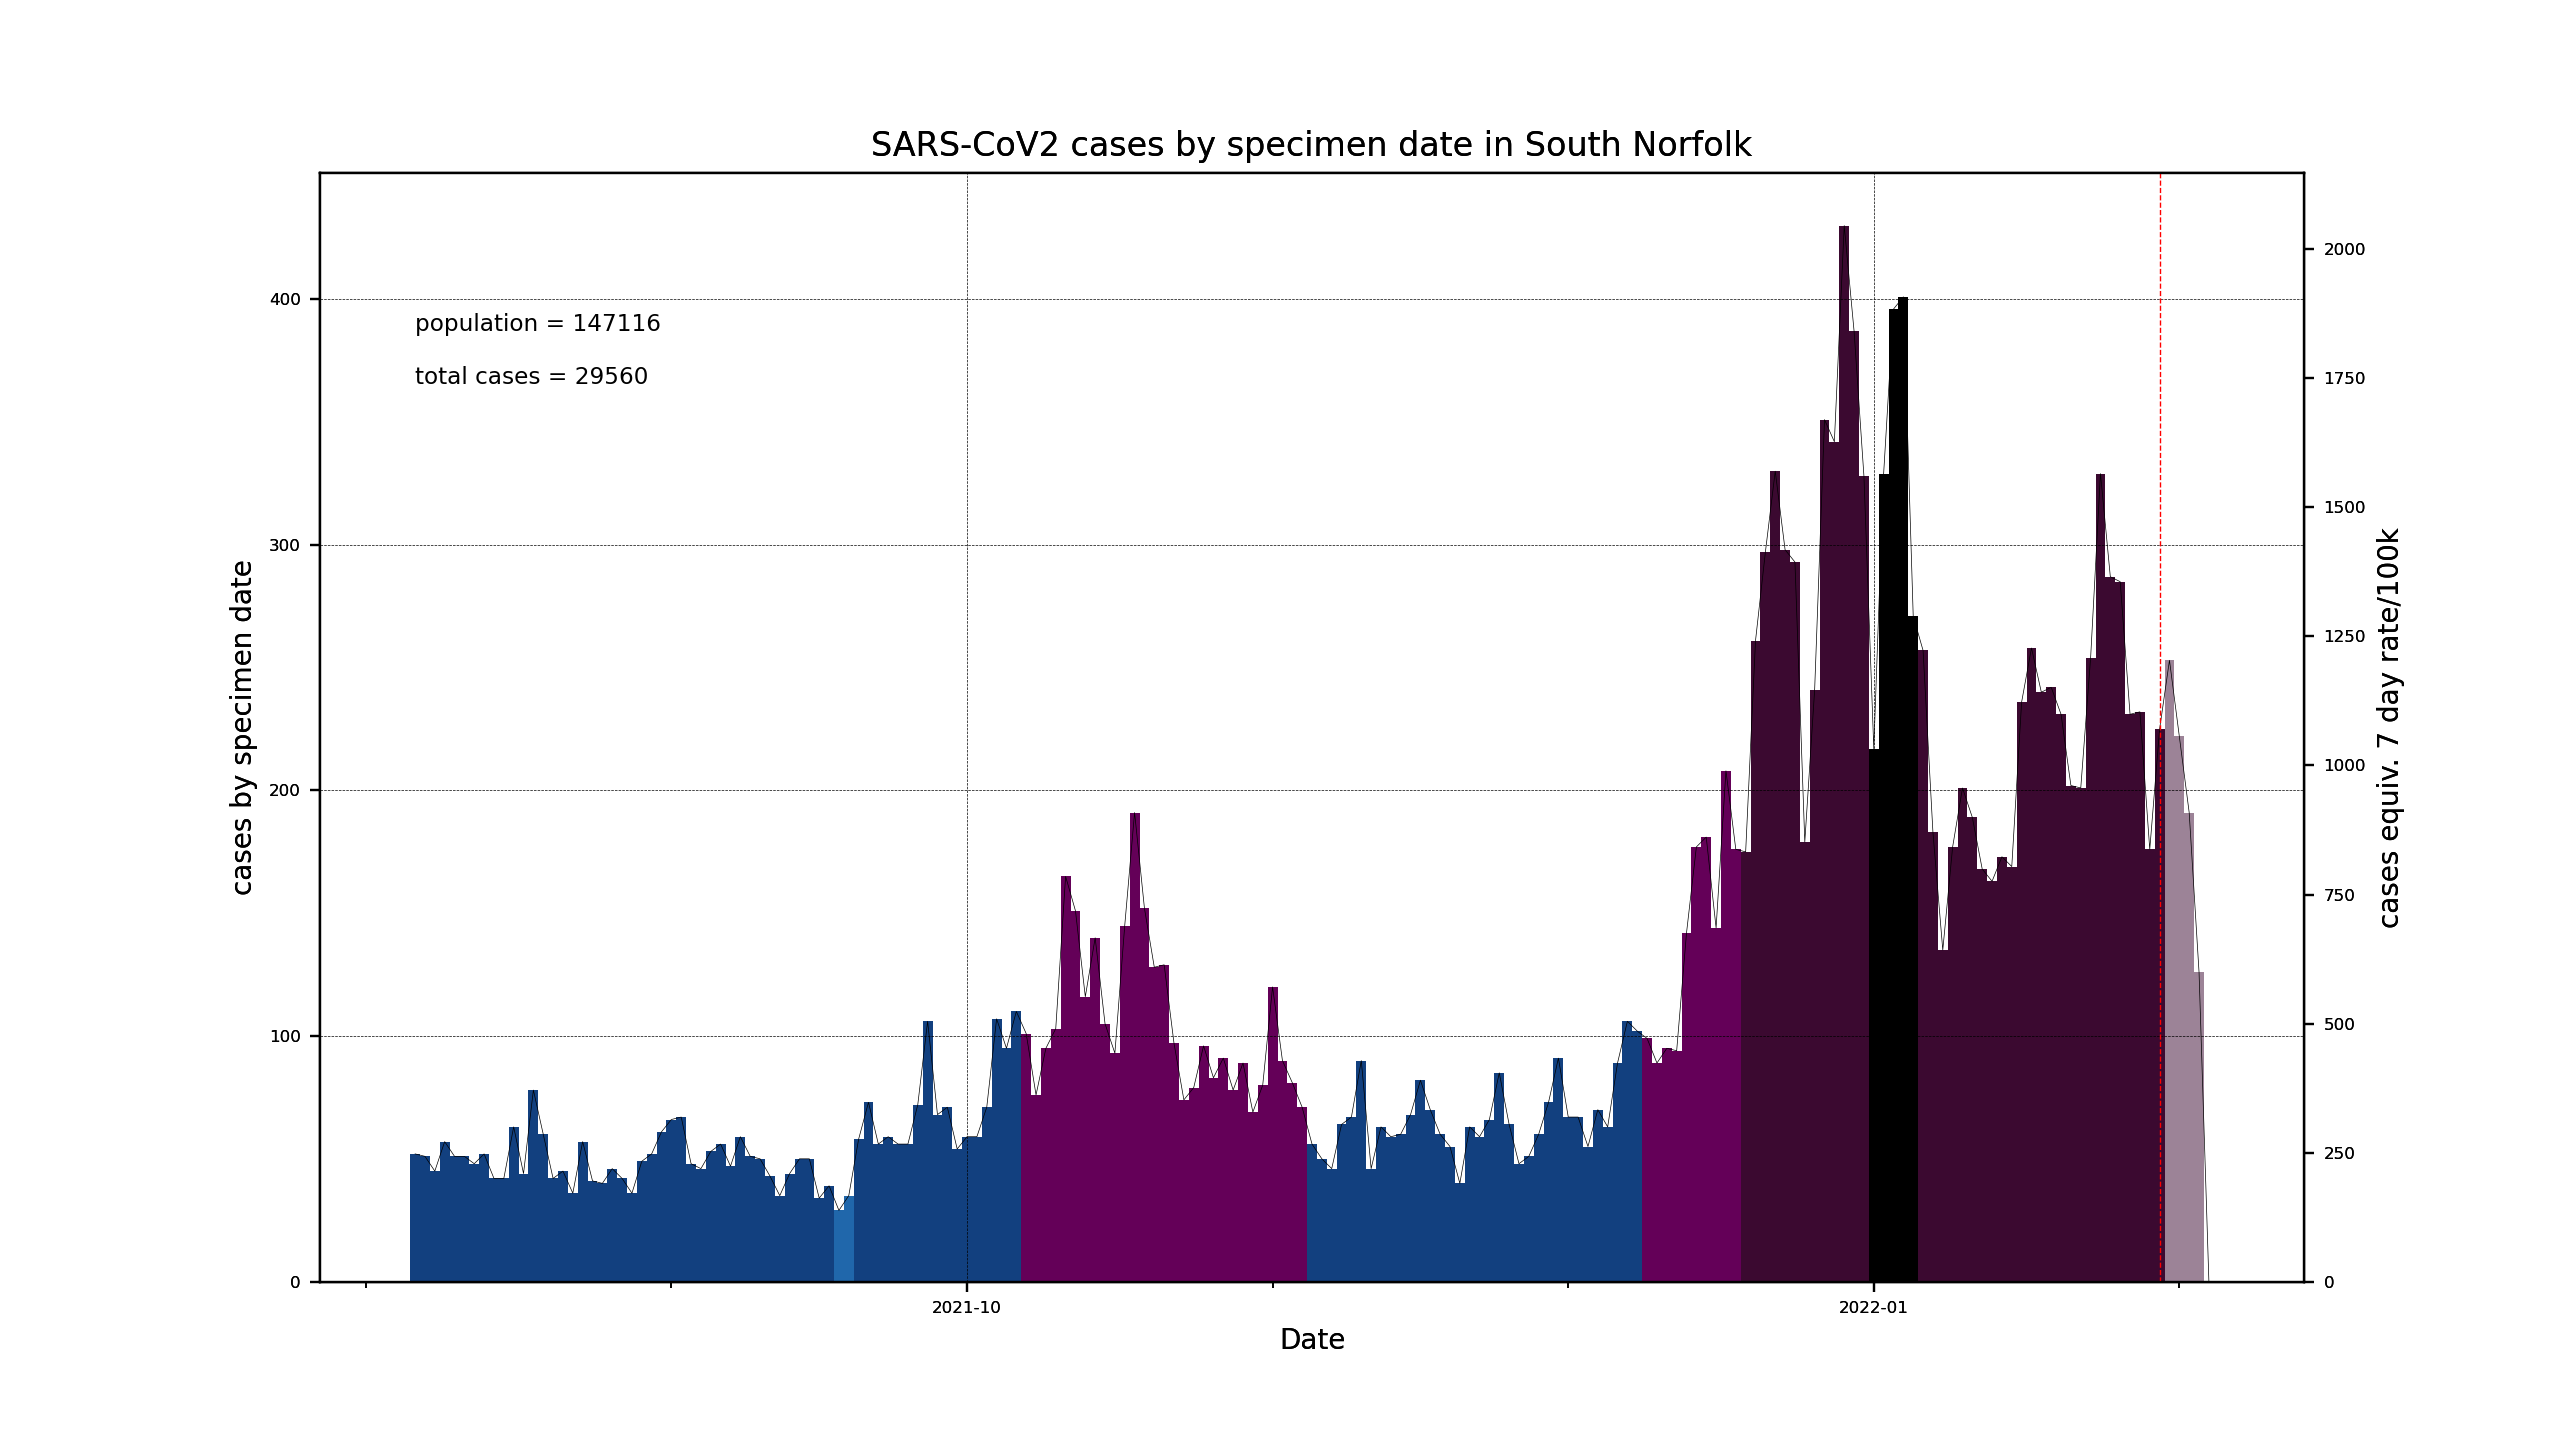 SARS-CoV2 cases by specimen date in South Norfolk
population = 147116
total cases = 29560
cases by specimen date
400
300
200
100
0
2000
1750
1500
1250
1000
750
500
250
0
cases equiv. 7 day rate/100k
2021-10
2022-01
Date